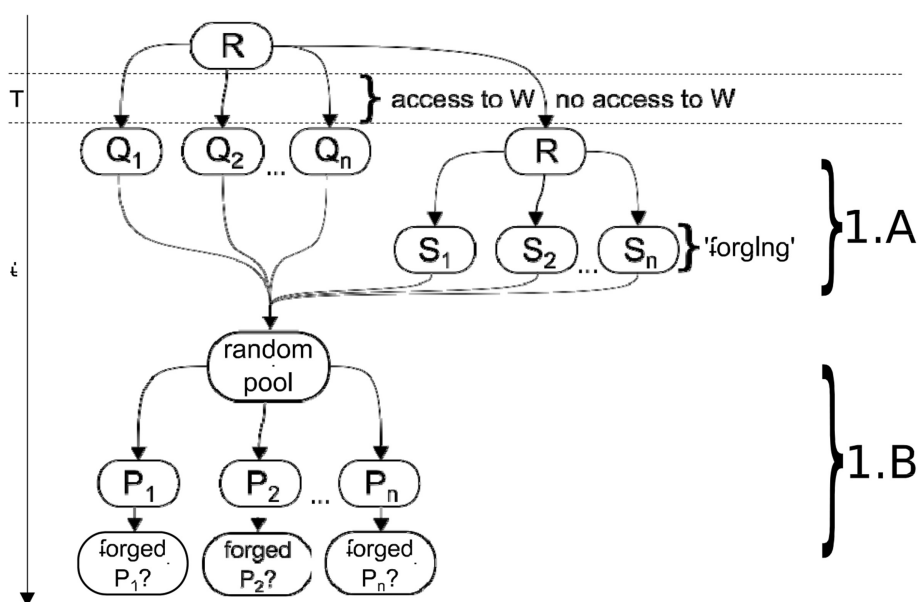 R
T
} access to W no access to W
Q₁ Q₂ ... Qₙ R
} 1.A
S₁ S₂ ... Sₙ } 'forgIng'
t
random
pool
} 1.B
P₁ P₂ ... Pₙ
forged forged forged
P₁? P₂? Pₙ?